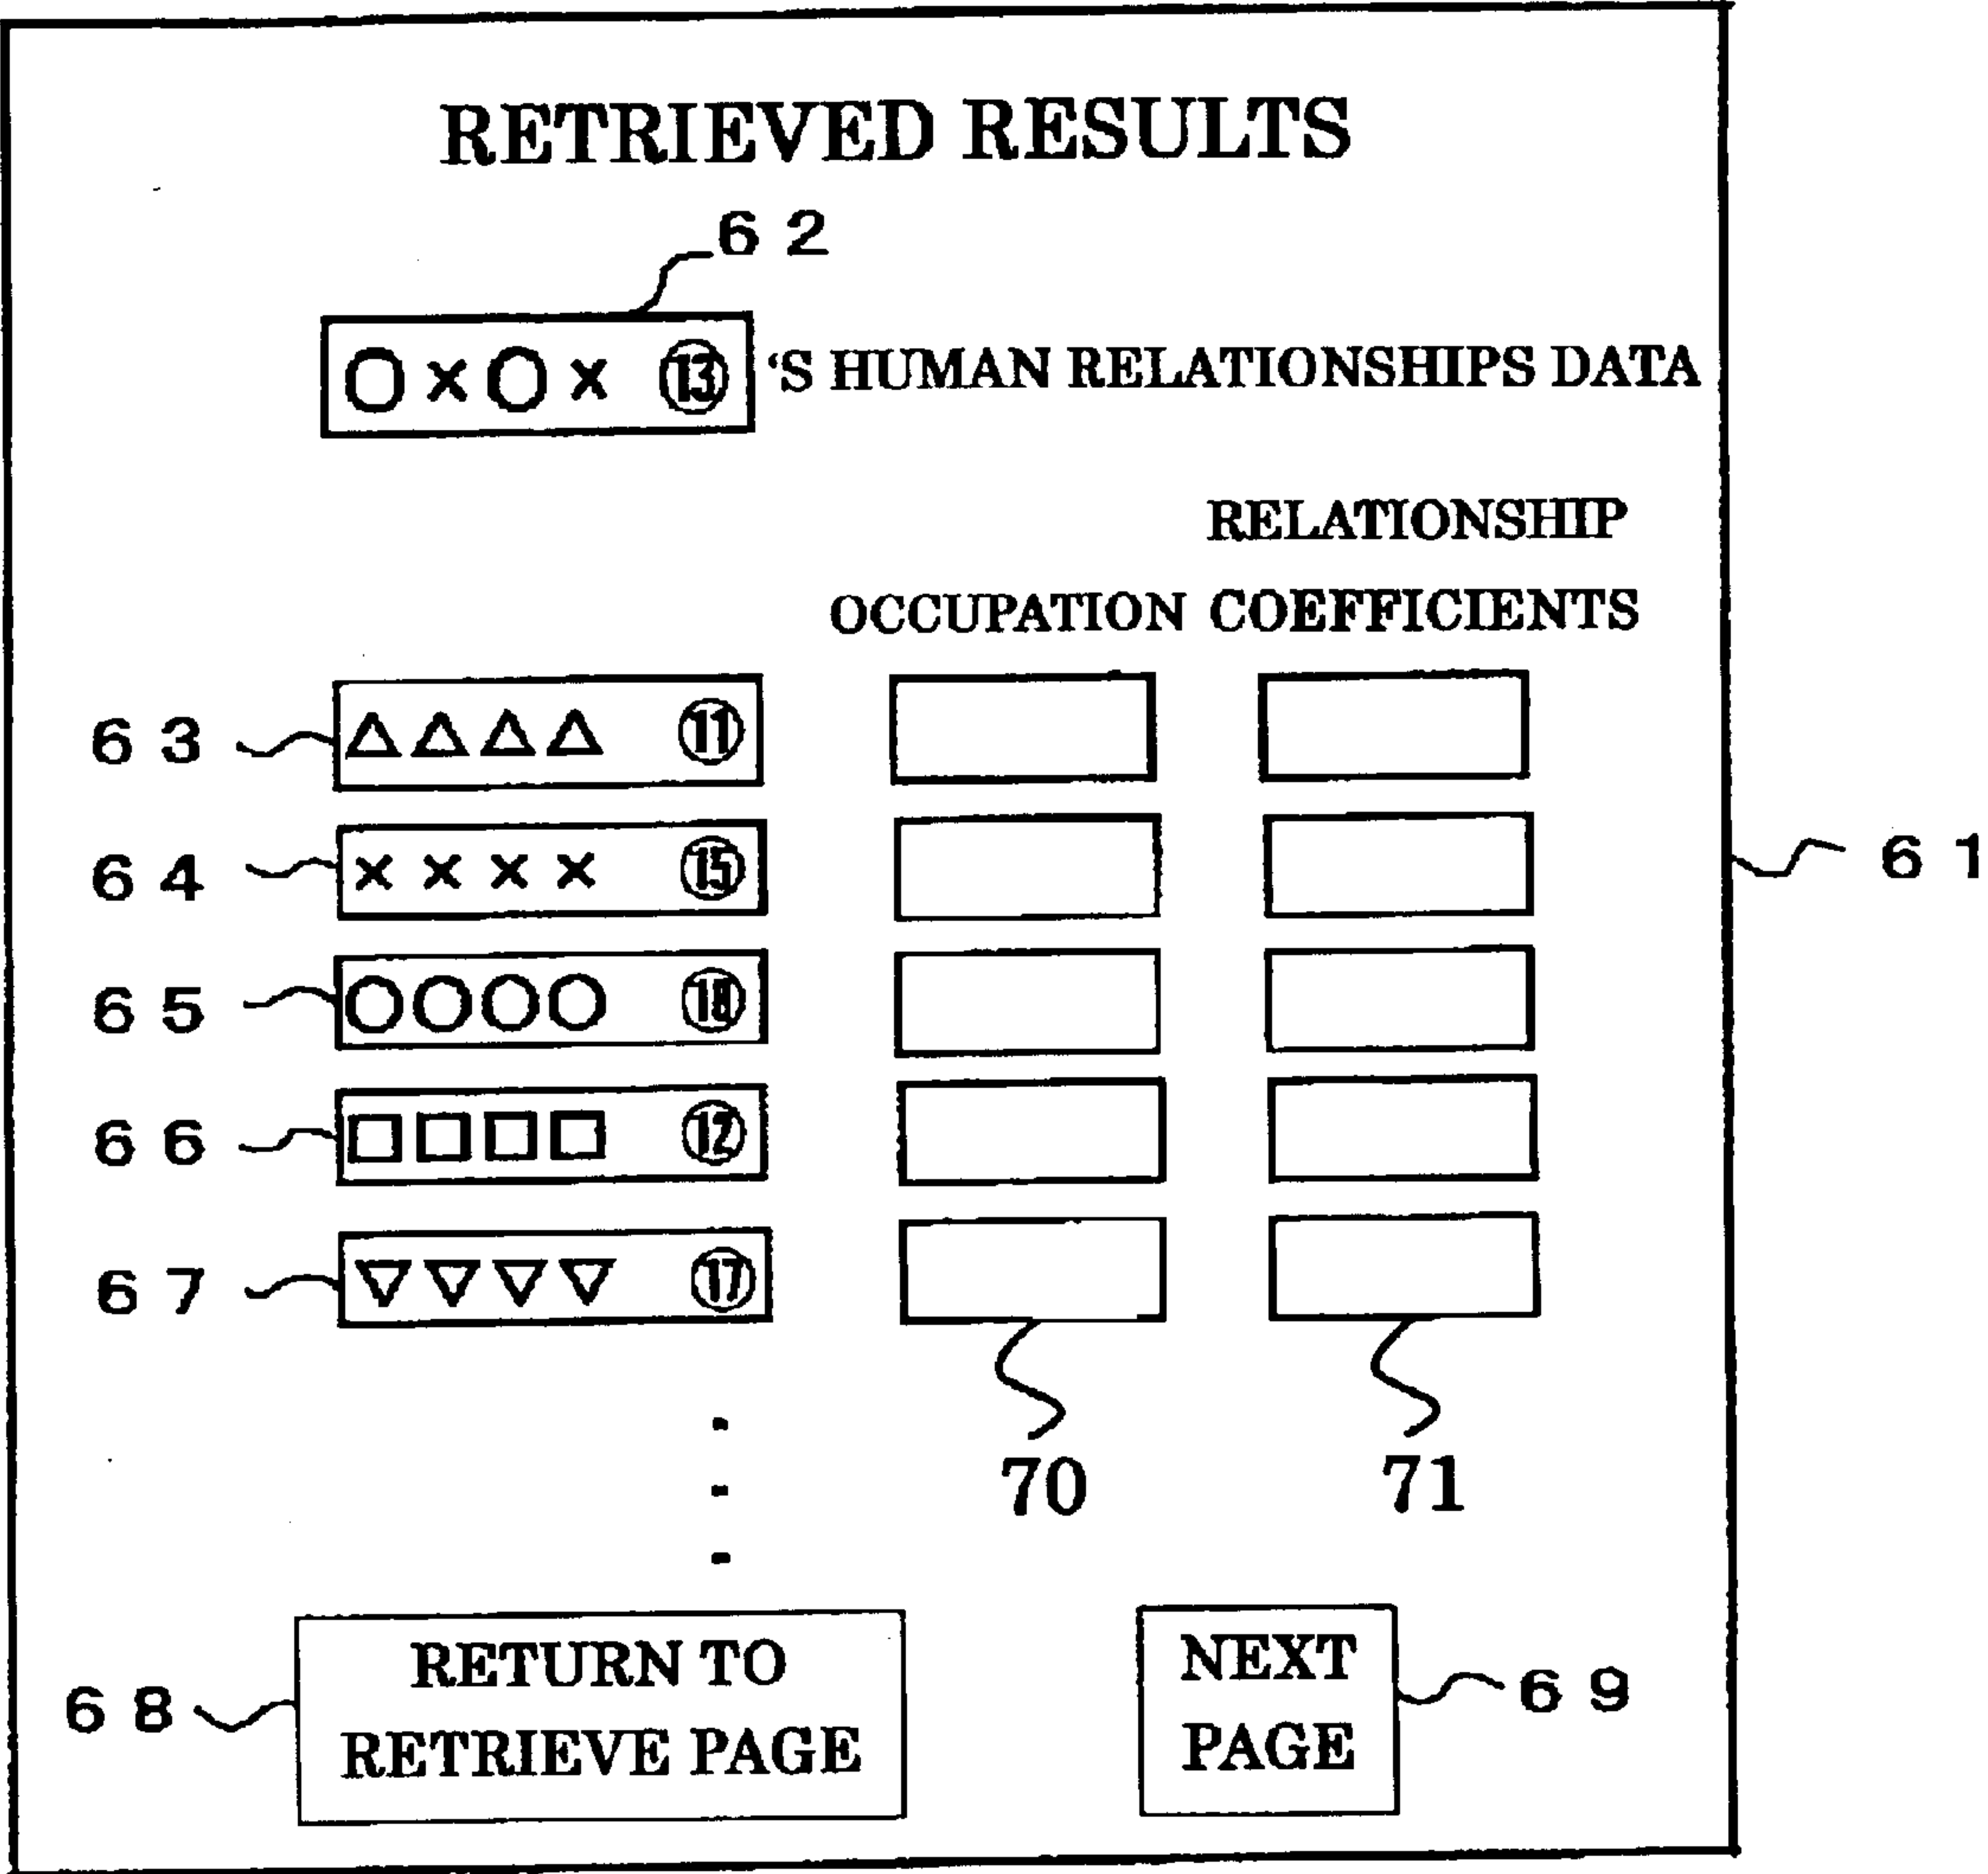 RETRIEVED RESULTS
62
○×○× ⑬ 'S HUMAN RELATIONSHIPS DATA
RELATIONSHIP
OCCUPATION COEFFICIENTS
63 △△△△ ⑪
64 ×××× ⑮
61
65 ○○○○ ⑱
66 □□□□ ⑫
67 ▽▽▽▽ ⑰
70 71
RETURN TO
RETRIEVE PAGE
68
NEXT
PAGE
69